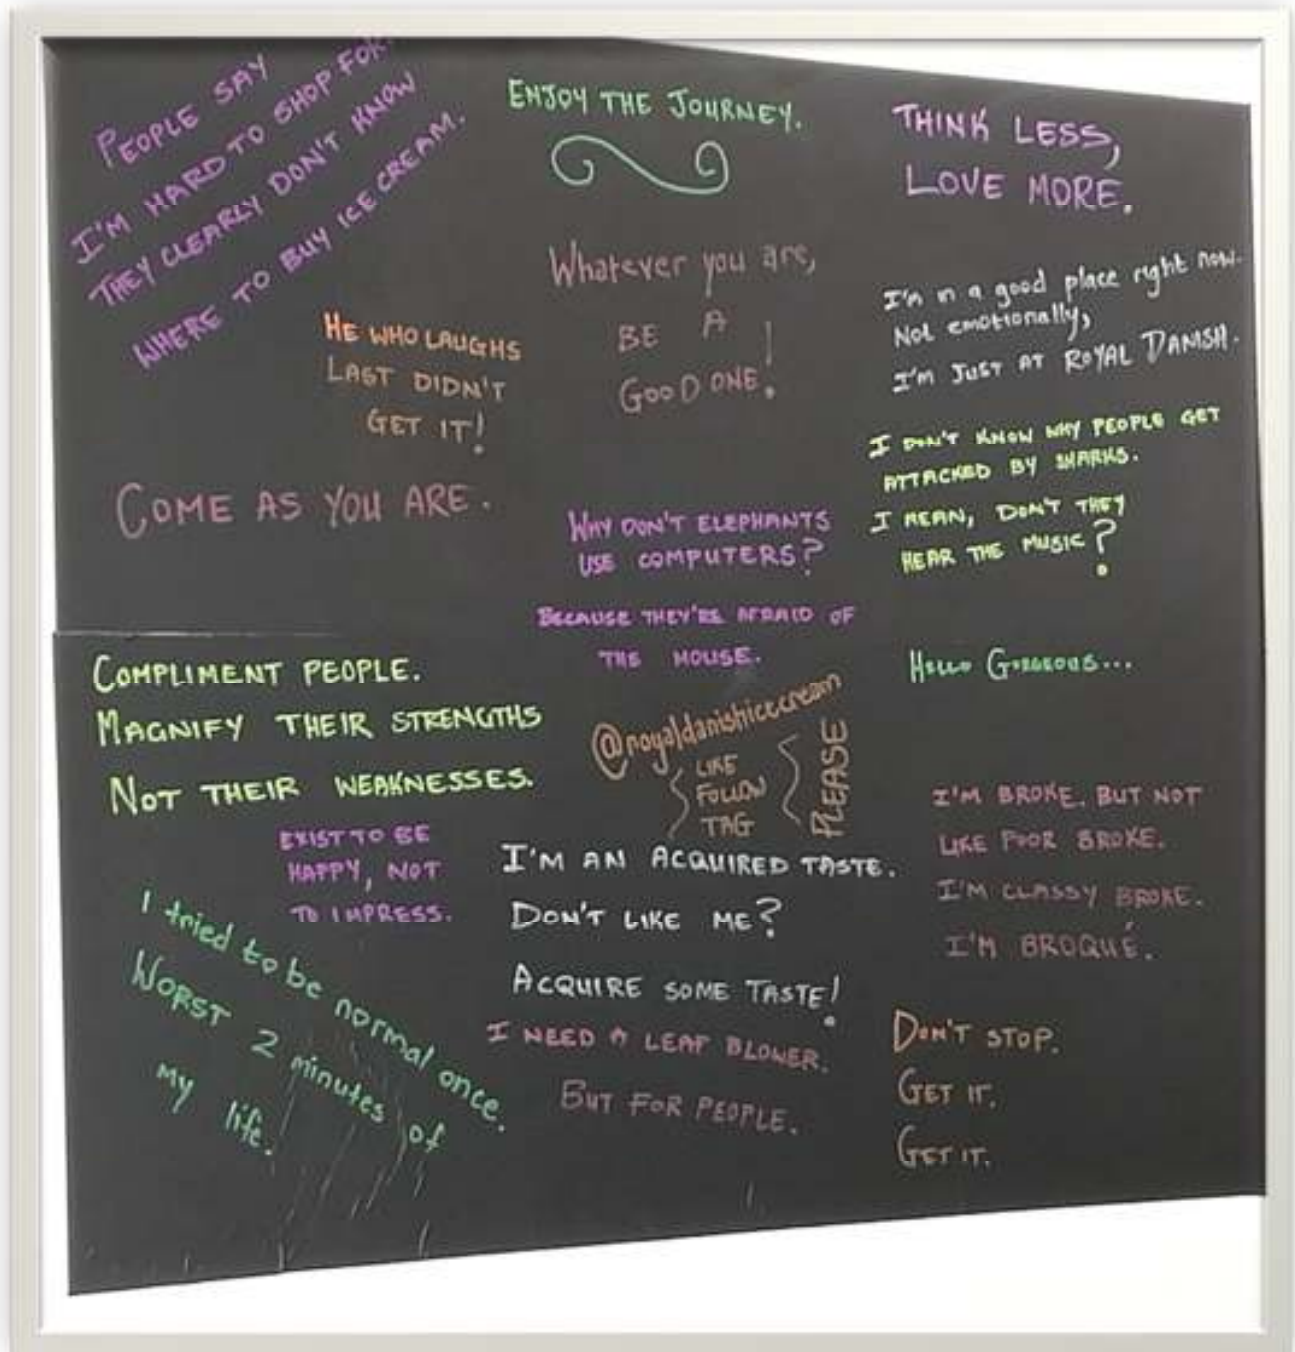 PEOPLE SAY
I'M HARD TO SHOP FOR.
THEY CLEARLY DON'T KNOW
WHERE TO BUY ICE CREAM.
ENJOY THE JOURNEY.
THINK LESS,
LOVE MORE.
Whatever you are,
BE A
GOOD ONE!
I'm in a good place right now.
Not emotionally,
I'M JUST AT ROYAL DANISH.
HE WHO LAUGHS
LAST DIDN'T
GET IT!
I DON'T KNOW WHY PEOPLE GET
ATTACKED BY SHARKS.
I MEAN, DON'T THEY
HEAR THE MUSIC?
COME AS YOU ARE.
WHY DON'T ELEPHANTS
USE COMPUTERS?
BECAUSE THEY'RE AFRAID OF
THE MOUSE.
HELLO GORGEOUS...
COMPLIMENT PEOPLE.
MAGNIFY THEIR STRENGTHS
NOT THEIR WEAKNESSES.
@royaldanishicecream
LIKE
FOLLOW
TAG
PLEASE
I'M BROKE. BUT NOT
LIKE POOR BROKE.
I'M CLASSY BROKE.
I'M BROQUÉ.
EXIST TO BE
HAPPY, NOT
TO IMPRESS.
I'M AN ACQUIRED TASTE.
DON'T LIKE ME?
ACQUIRE SOME TASTE!
I tried to be normal once.
WORST 2 minutes of
my life.
I NEED A LEAF BLOWER.
BUT FOR PEOPLE.
DON'T STOP.
GET IT.
GET IT.